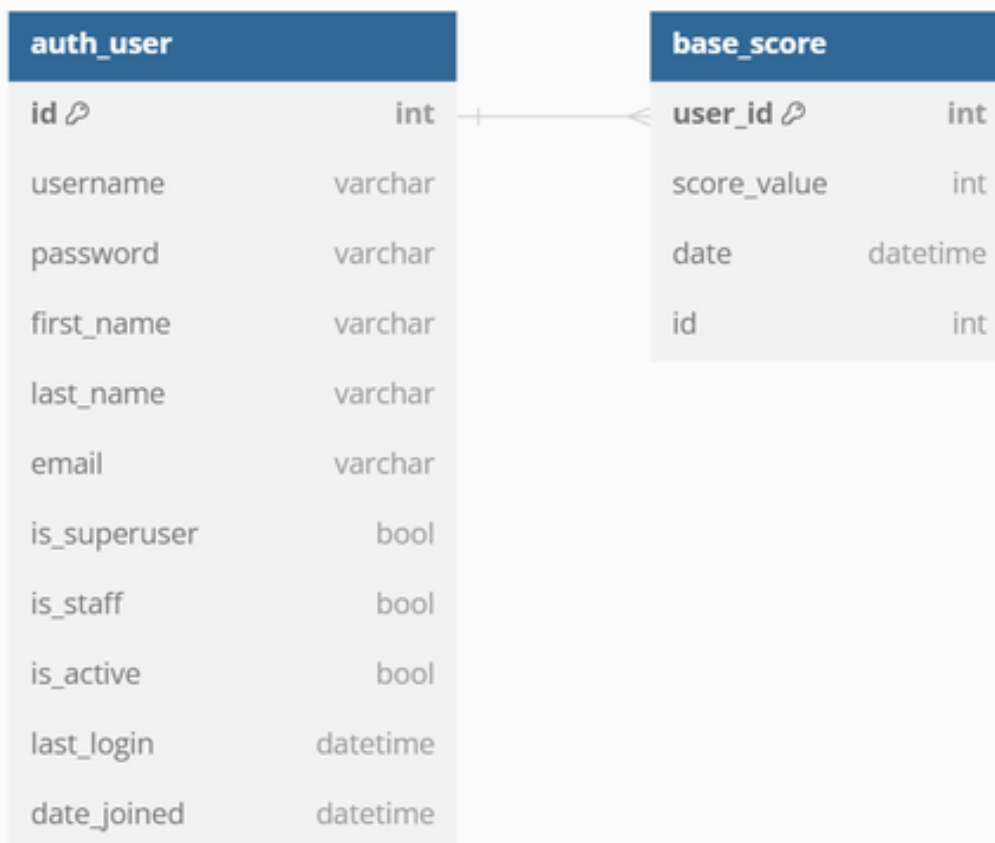 auth_user
id int
username varchar
password varchar
first_name varchar
last_name varchar
email varchar
is_superuser bool
is_staff bool
is_active bool
last_login datetime
date_joined datetime
base_score
user_id int
score_value int
date datetime
id int